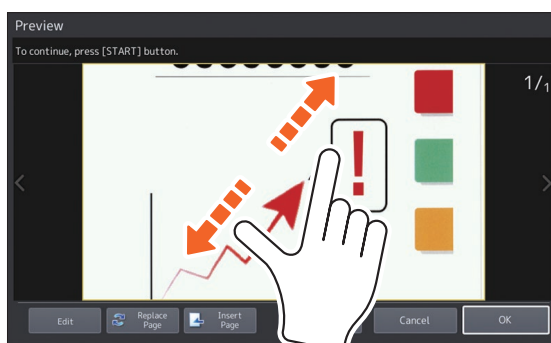 Preview
To continue, press [START] button.
1/1
!
Edit
Replace
Page
Insert
Page
Cancel
OK